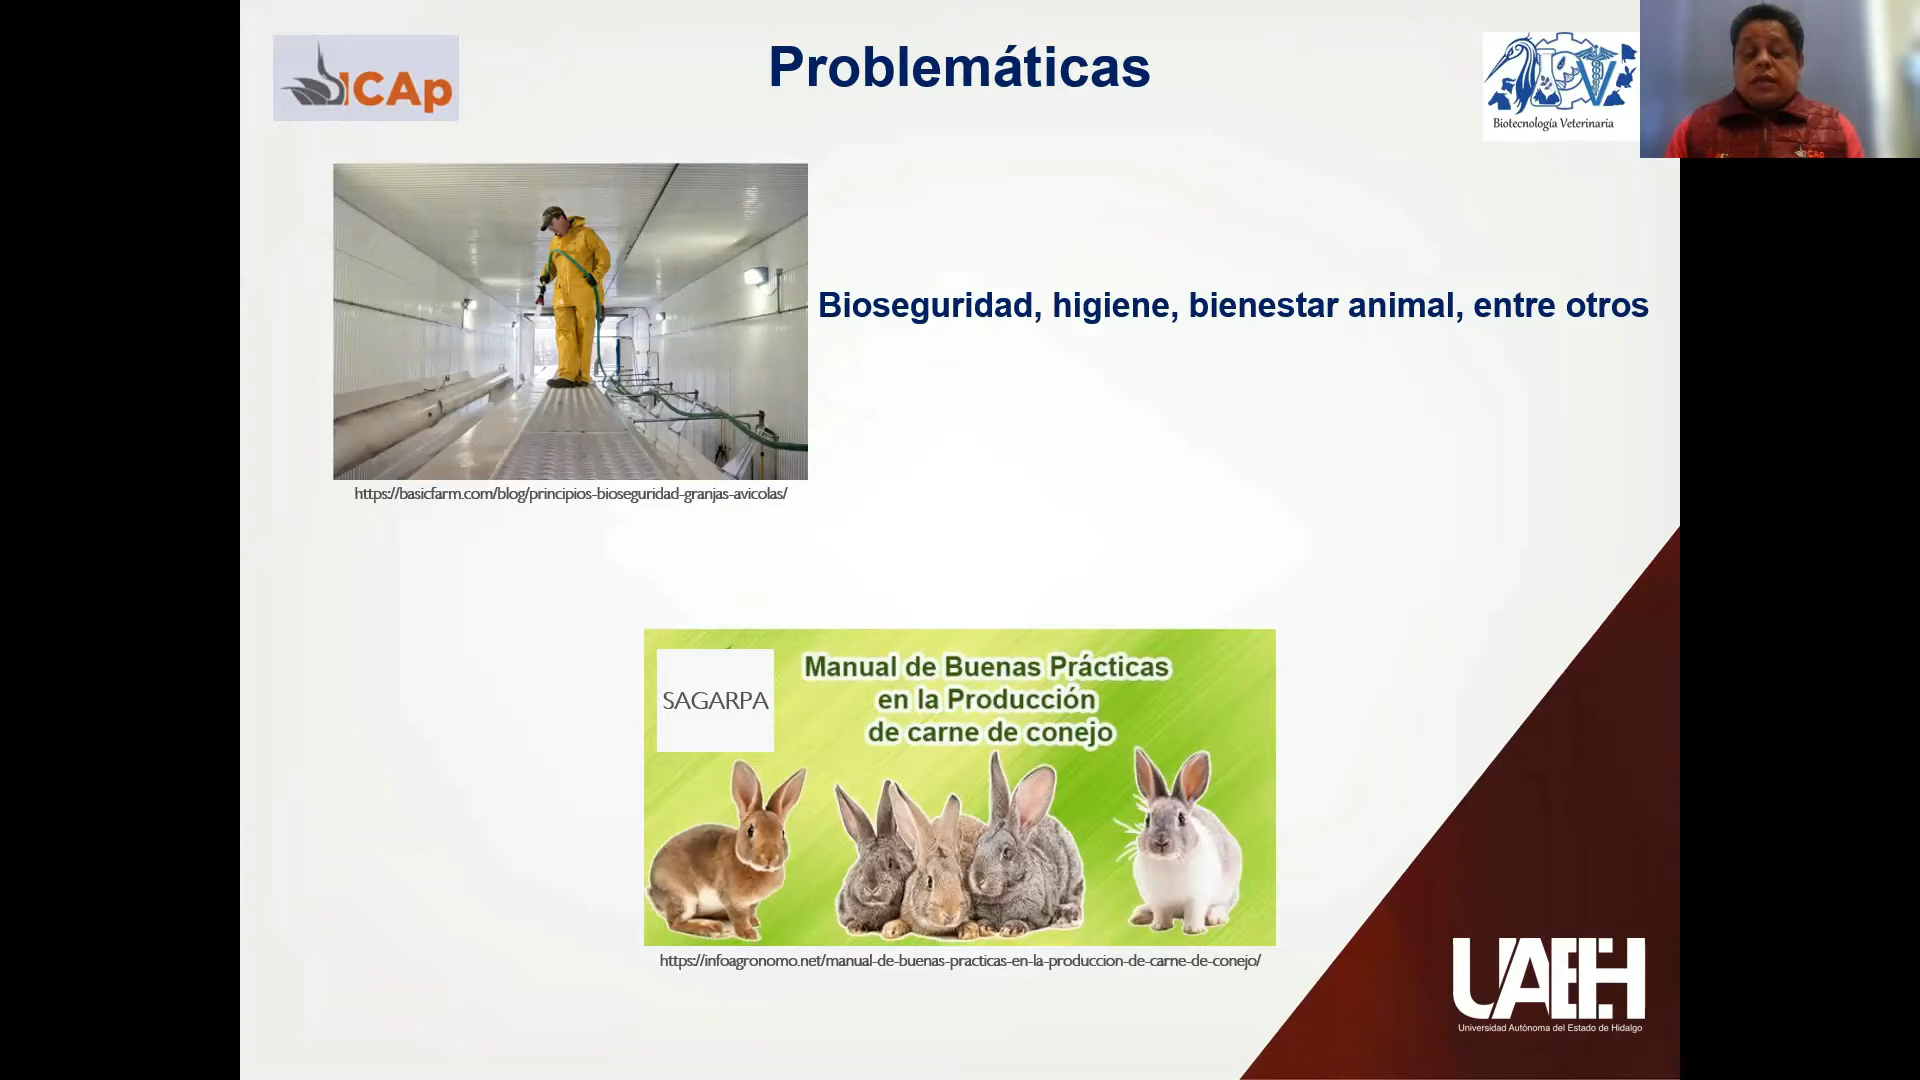 ICAp
Problemáticas
Biotecnología Veterinaria
ICAp
Bioseguridad, higiene, bienestar animal, entre otros
https://basicfarm.com/blog/principios-bioseguridad-granjas-avicolas/
SAGARPA
Manual de Buenas Prácticas
en la Producción
de carne de conejo
https://infoagronomo.net/manual-de-buenas-practicas-en-la-produccion-de-carne-de-conejo/
UAEH
Universidad Autónoma del Estado de Hidalgo